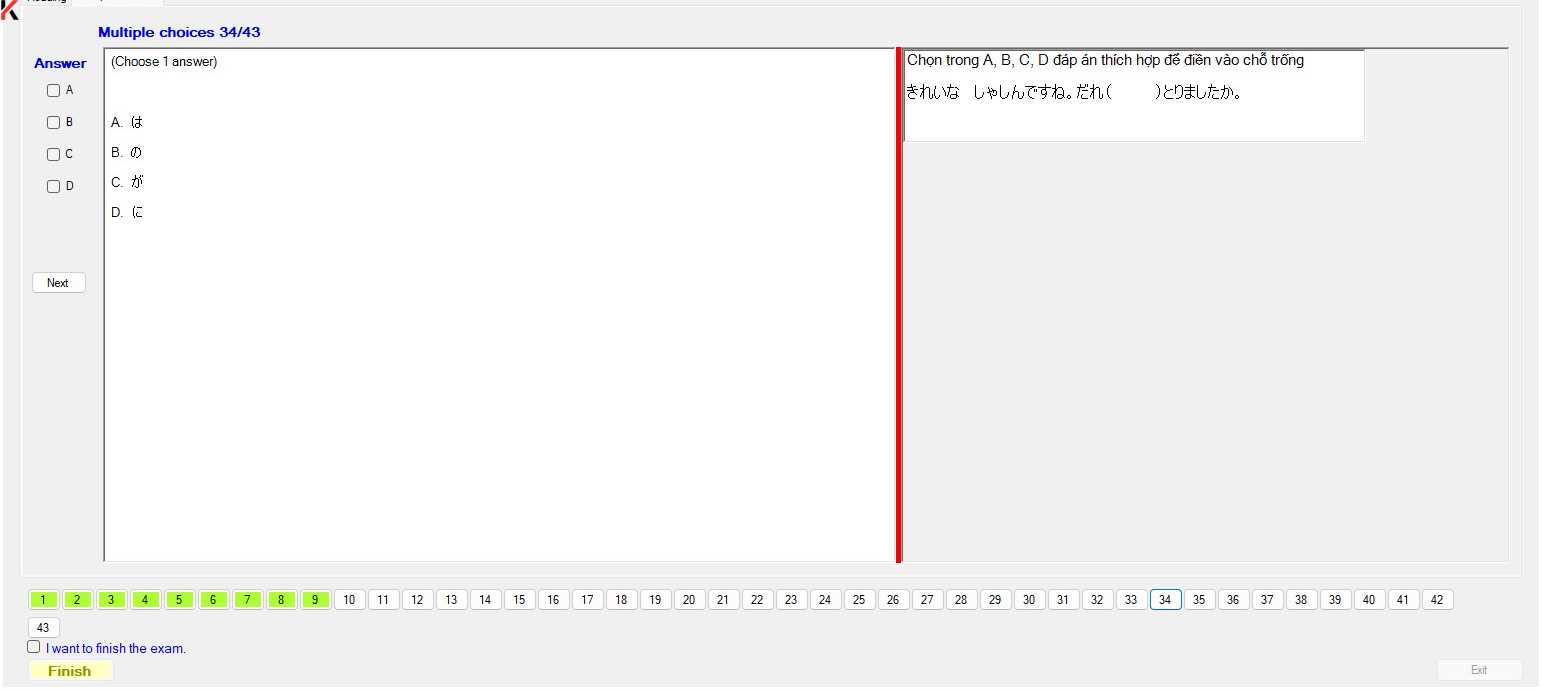 Multiple choices 34/43
Answer
(Choose 1 answer)
A
B
C
D
A. は
B. の
C. が
D. に
Next
Chọn trong A, B, C, D đáp án thích hợp để điền vào chỗ trống
きれいな　しゃしんですね。だれ(　　　)とりましたか。
1 2 3 4 5 6 7 8 9 10 11 12 13 14 15 16 17 18 19 20 21 22 23 24 25 26 27 28 29 30 31 32 33 34 35 36 37 38 39 40 41 42
43
I want to finish the exam.
Finish
Exit